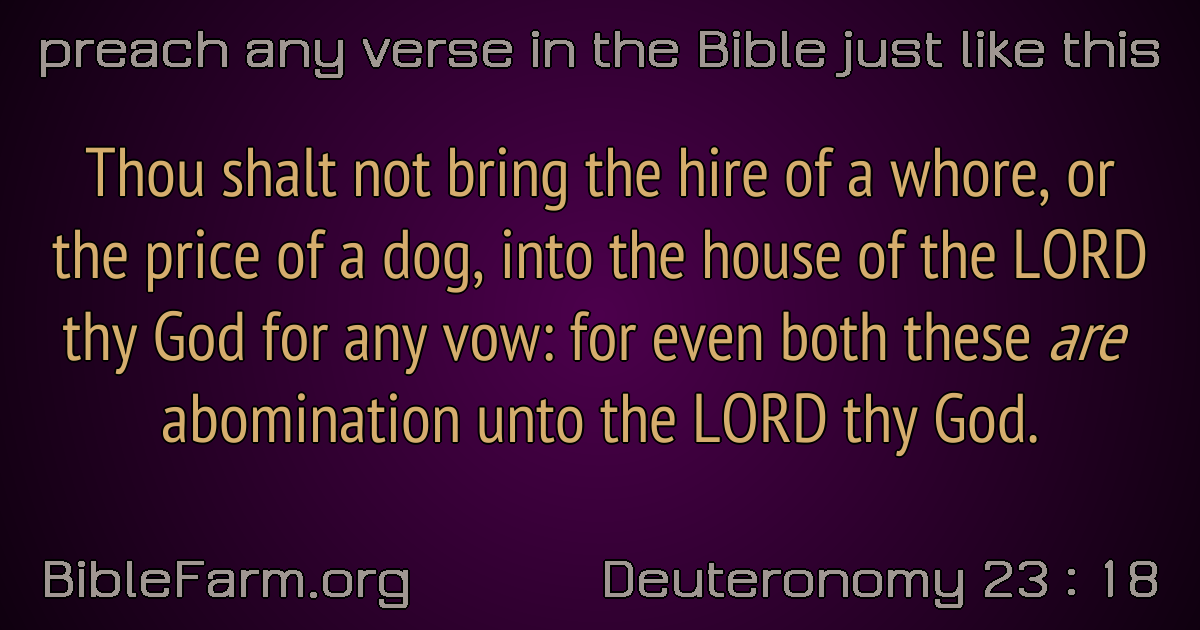 preach any verse in the Bible just like this
Thou shalt not bring the hire of a whore, or
the price of a dog, into the house of the LORD
thy God for any vow: for even both these are
abomination unto the LORD thy God.
BibleFarm.org
Deuteronomy 23 : 18